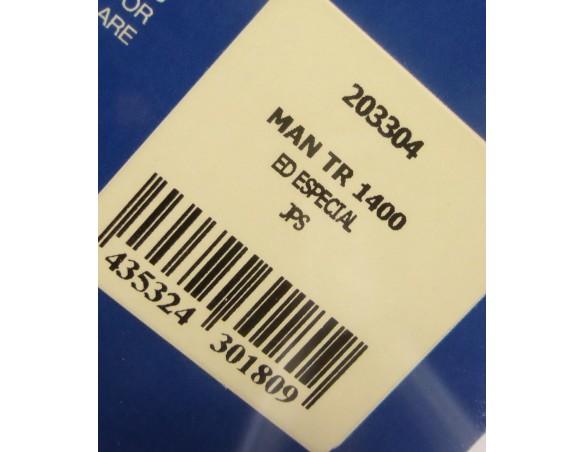 OR
ARE
203304
MAN TR 1400
ED ESPECIAL
JPS
435324 301809